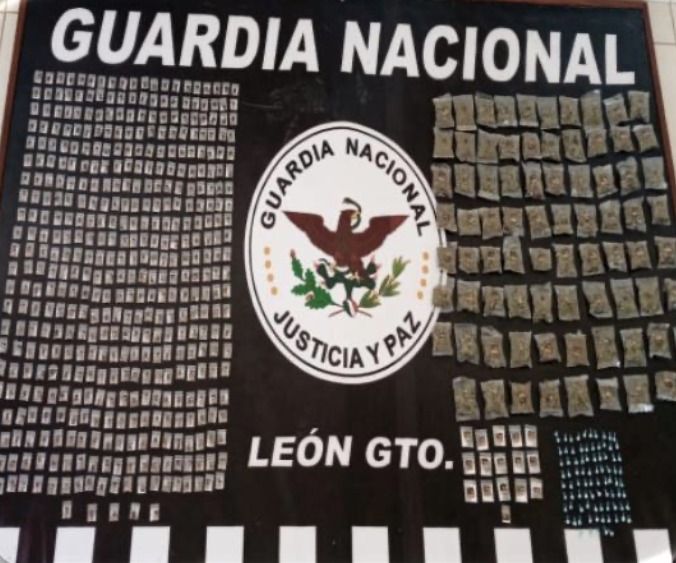 GUARDIA NACIONAL
GUARDIA NACIONAL
JUSTICIA Y PAZ
LEÓN GTO.